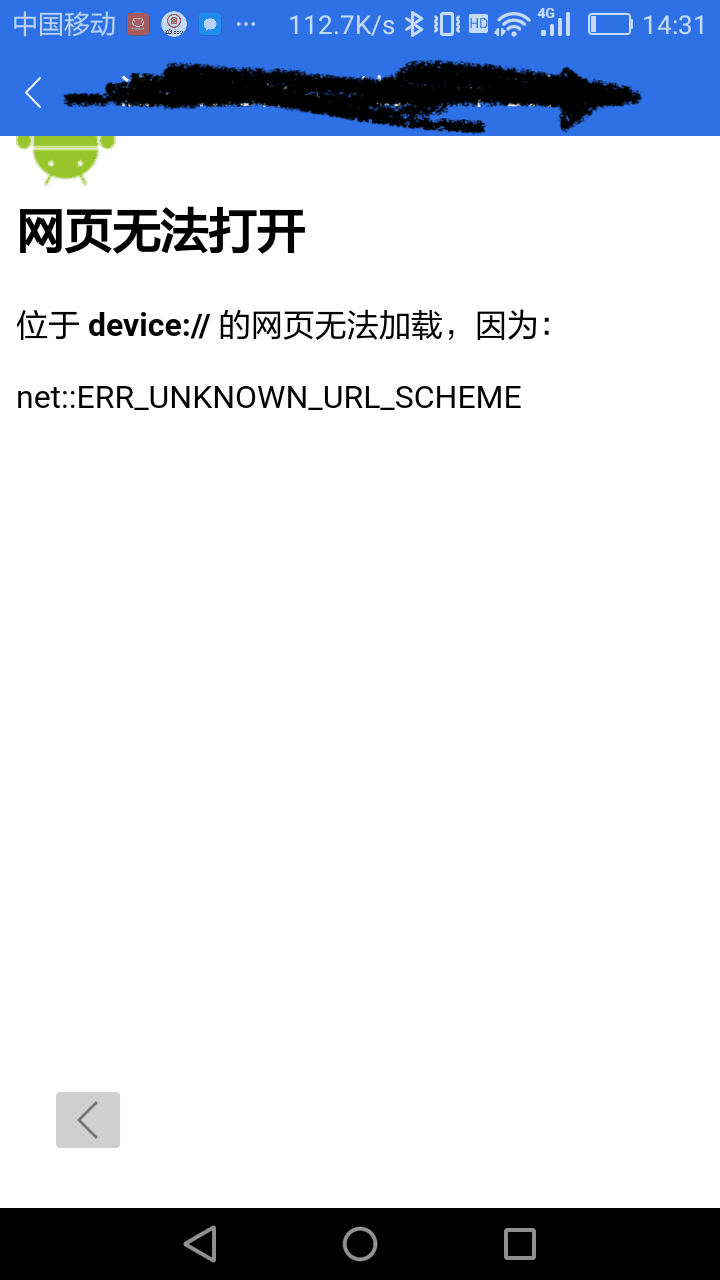 中国移动 112.7K/s HD 4G 14:31
网页无法打开
位于 device:// 的网页无法加载，因为：
net::ERR_UNKNOWN_URL_SCHEME